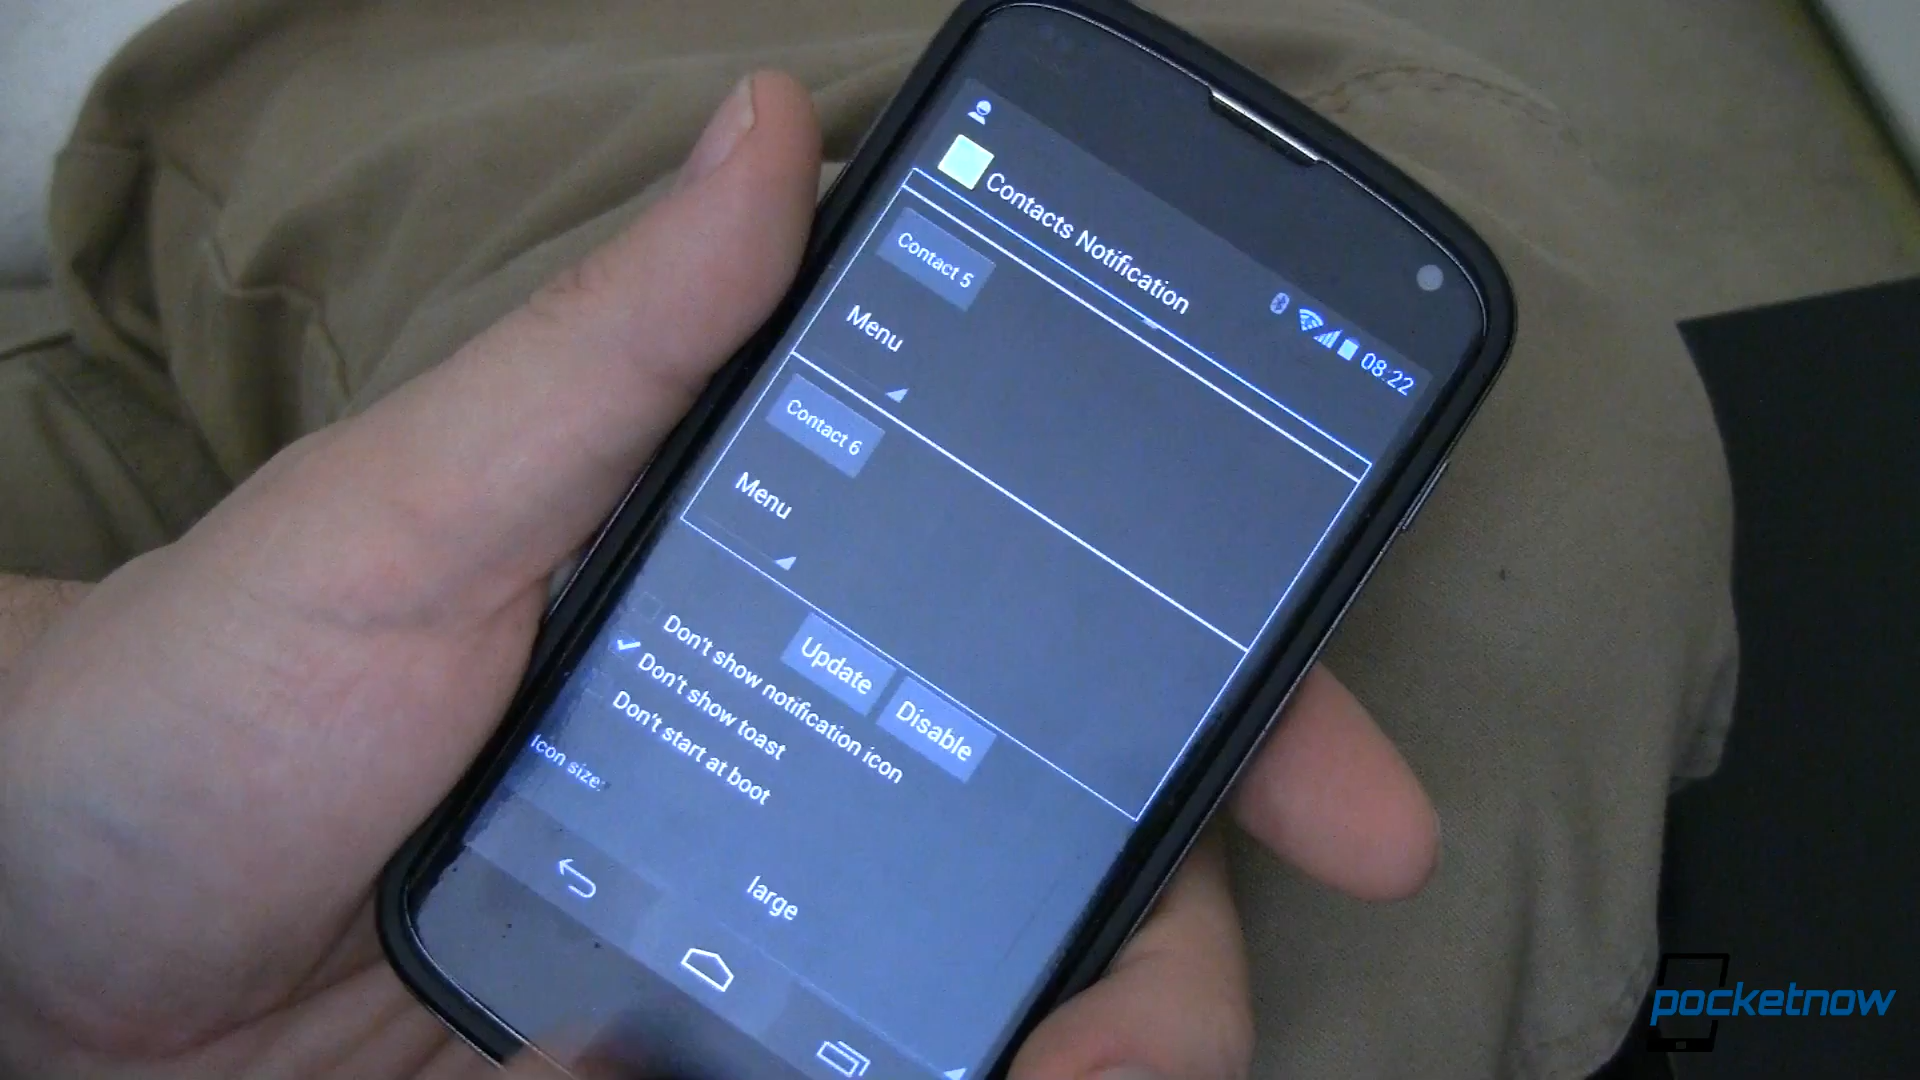 Contacts Notification
08:22
Contact 5
Menu
Contact 6
Menu
Update
Disable
Don't show notification icon
Don't show toast
Don't start at boot
Icon size:
large
pocketnow